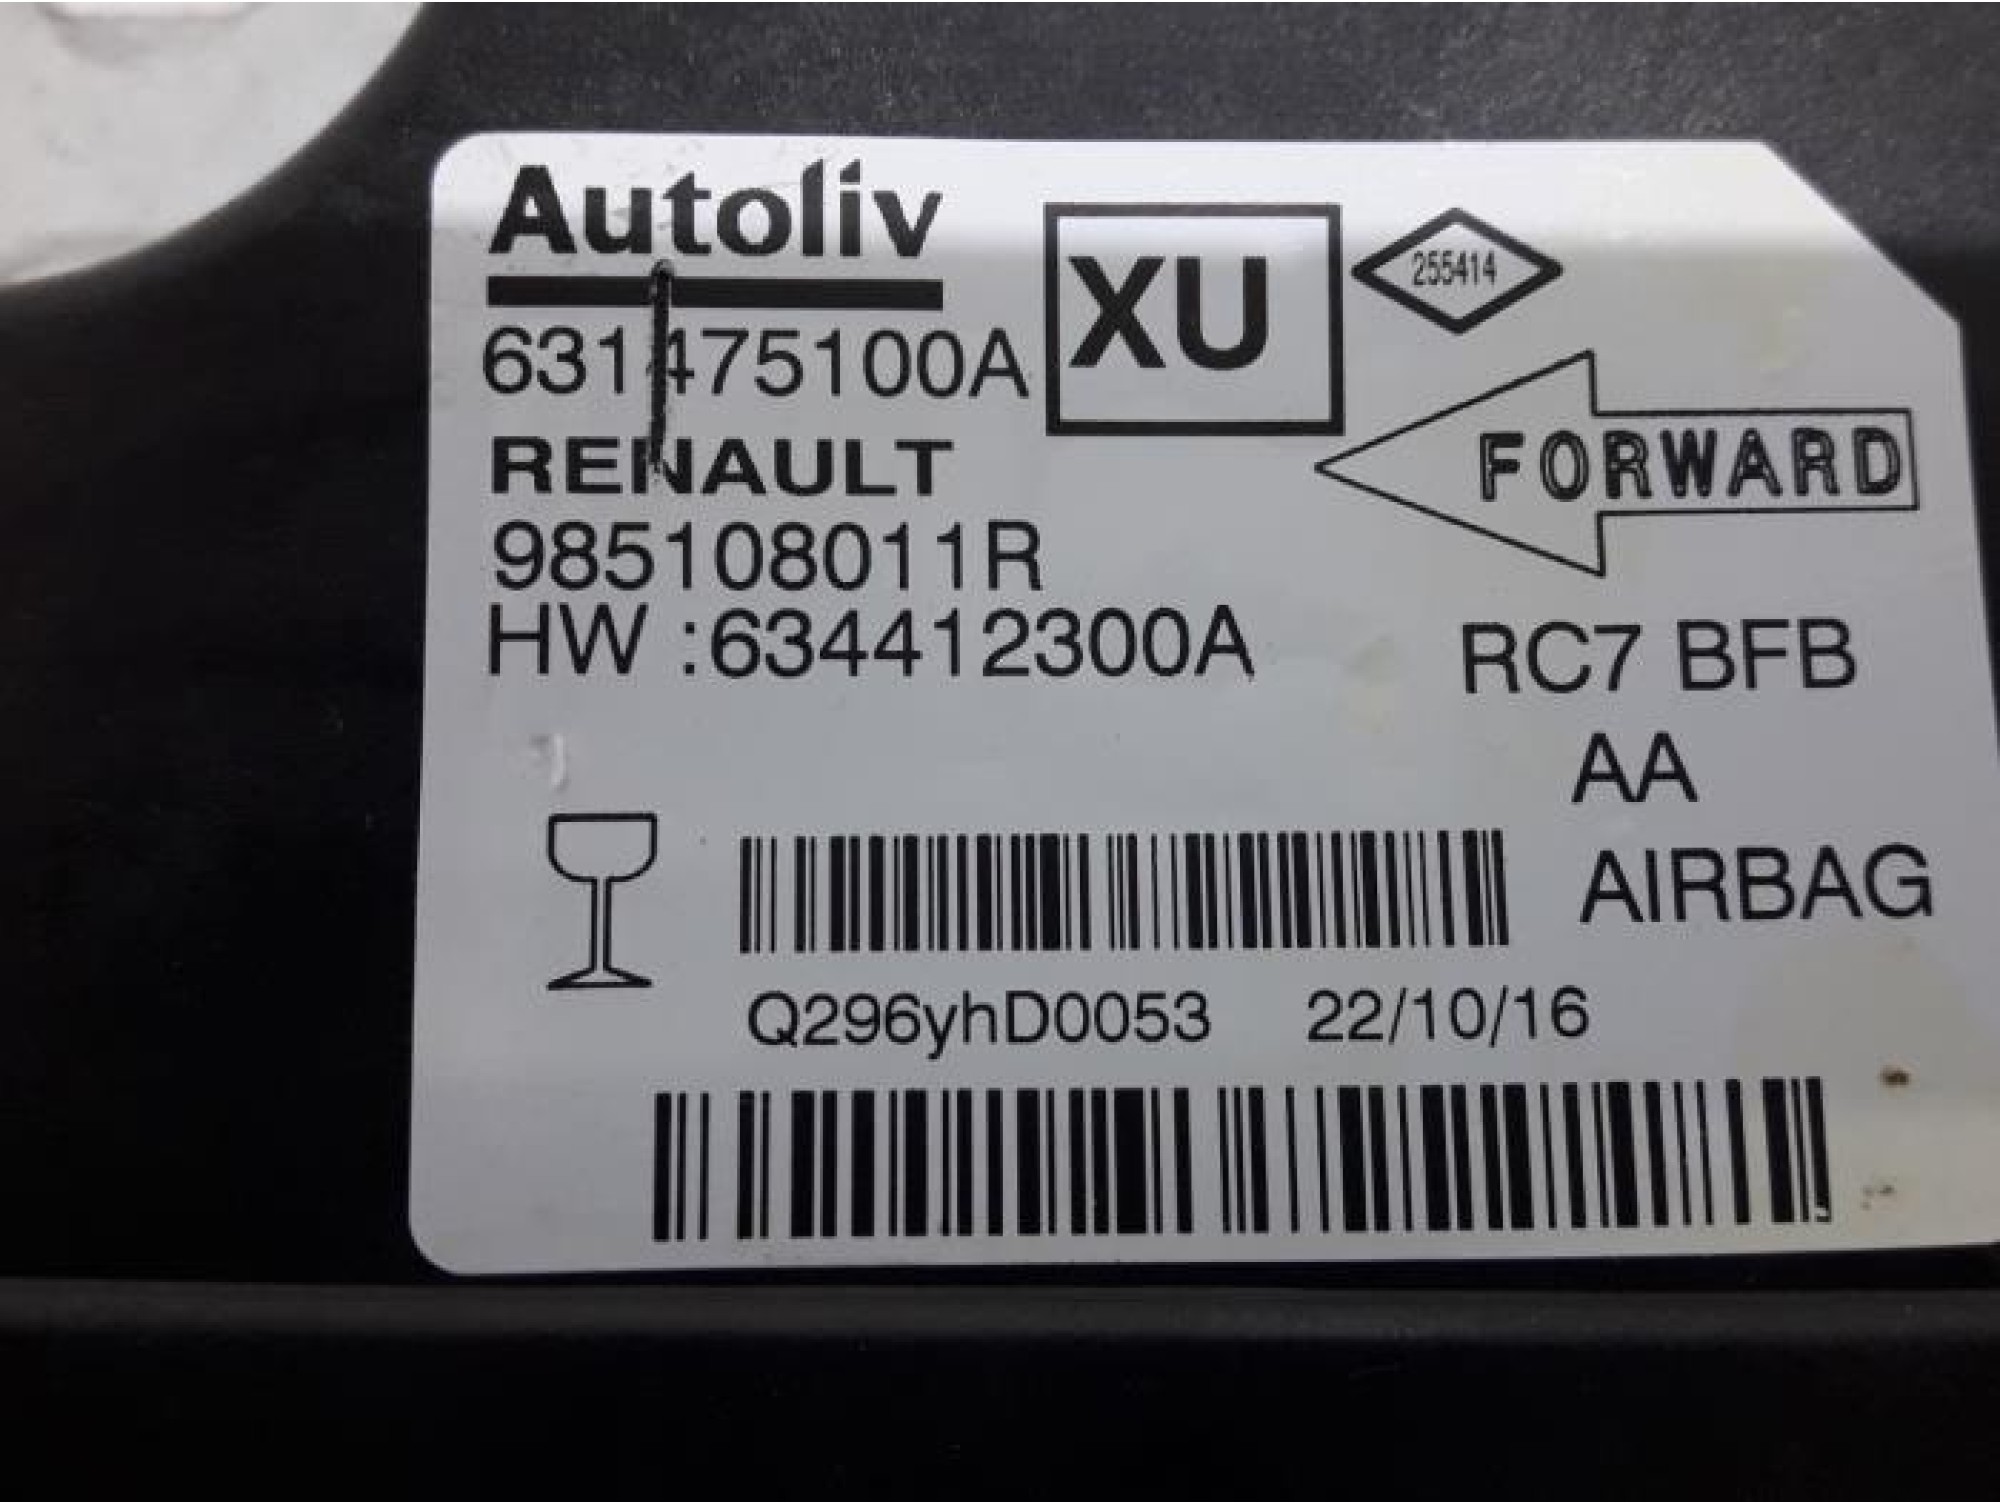 Autoliv
XU
255414
631475100A
RENAULT
FORWARD
985108011R
HW :634412300A
RC7 BFB
AA
AIRBAG
Q296yhD0053 22/10/16